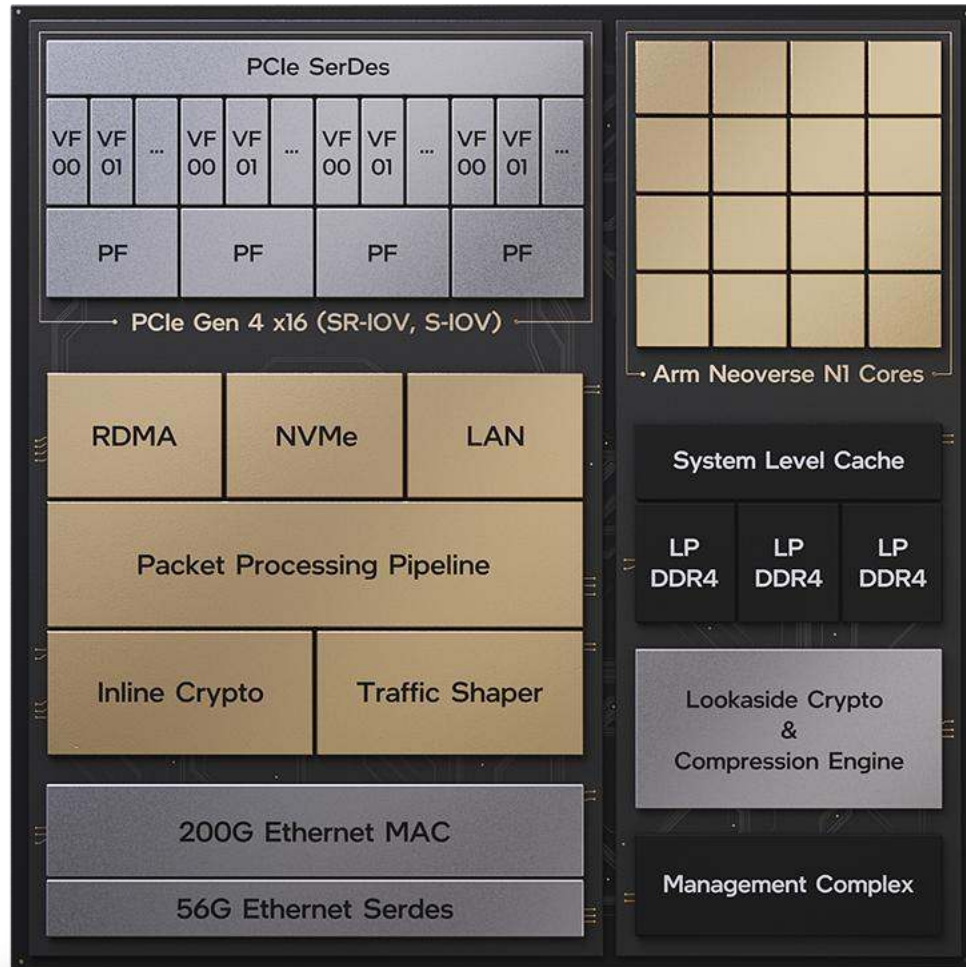 PCIe SerDes
VF 00
VF 01
...
VF 00
VF 01
...
VF 00
VF 01
...
VF 00
VF 01
...
PF
PF
PF
PF
PCIe Gen 4 x16 (SR-IOV, S-IOV)
RDMA
NVMe
LAN
Packet Processing Pipeline
Inline Crypto
Traffic Shaper
200G Ethernet MAC
56G Ethernet Serdes
Arm Neoverse N1 Cores
System Level Cache
LP
DDR4
LP
DDR4
LP
DDR4
Lookaside Crypto
&
Compression Engine
Management Complex